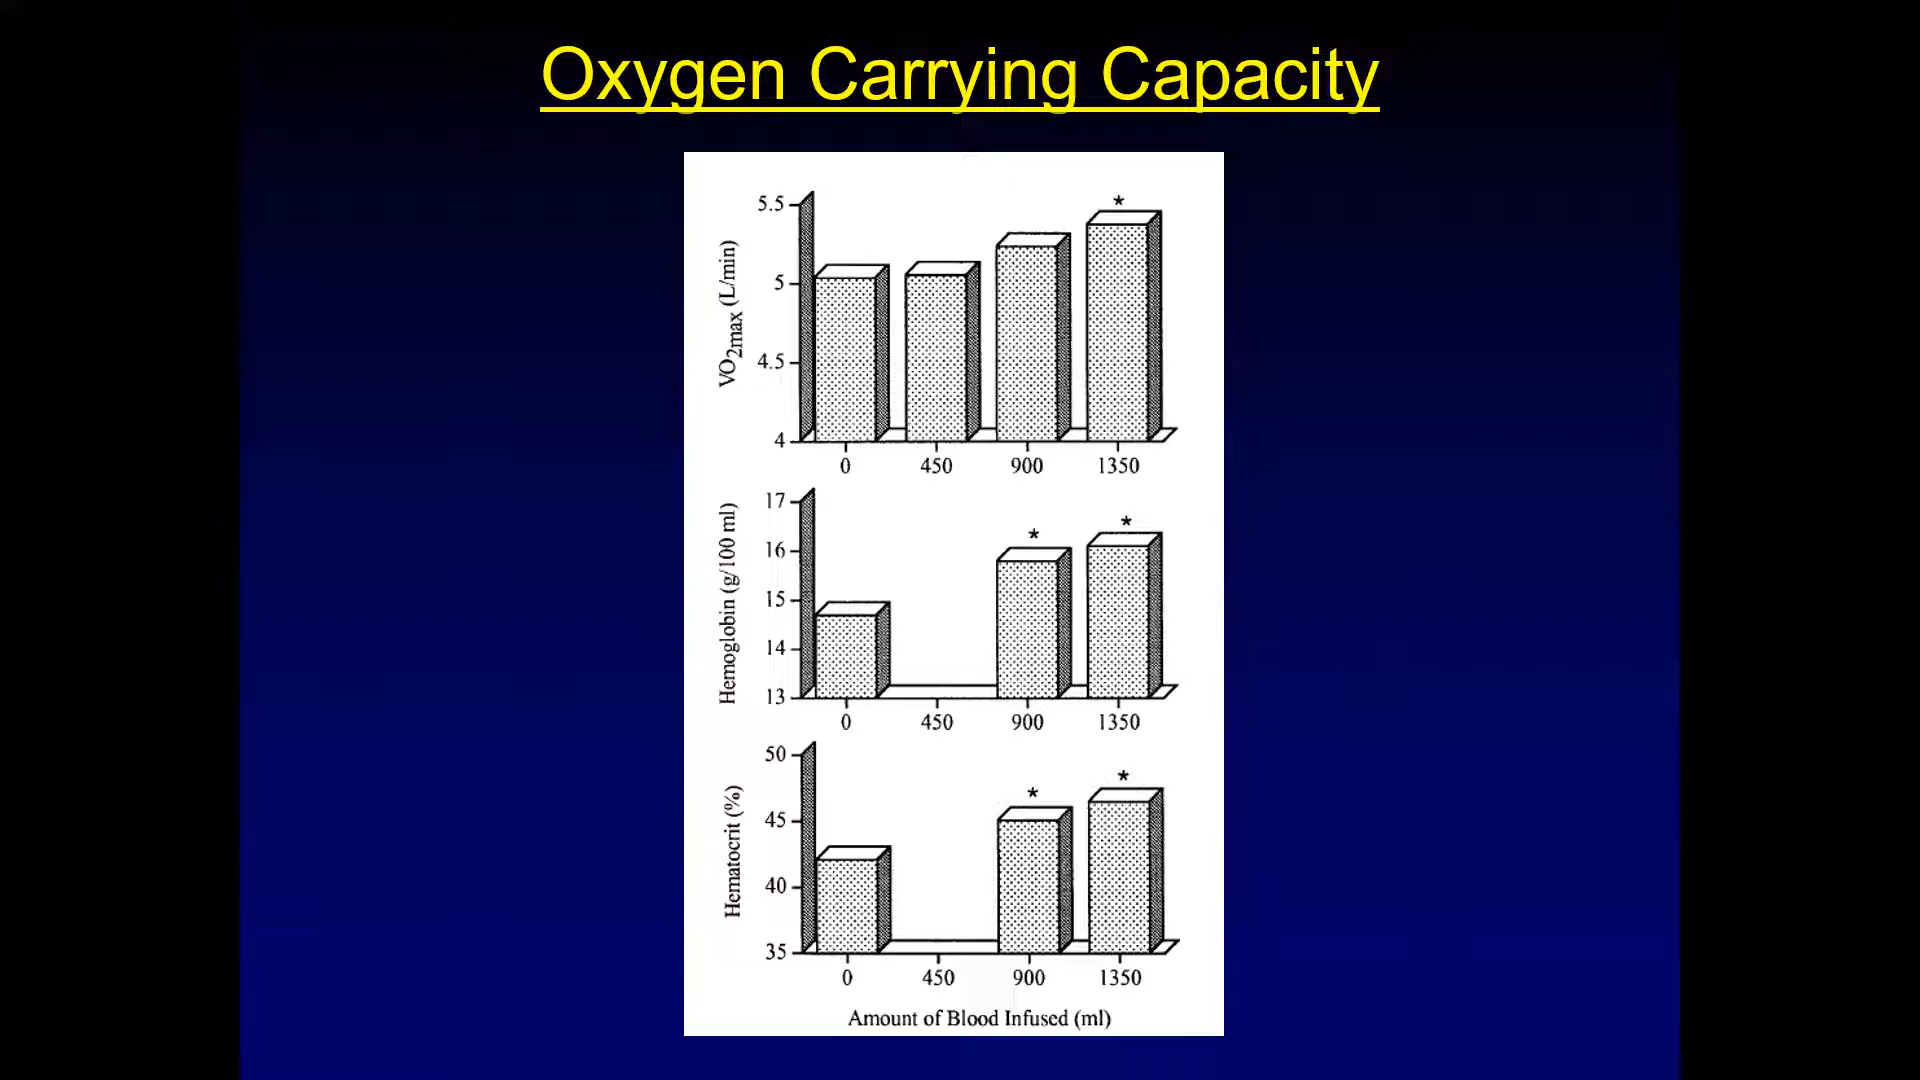 Oxygen Carrying Capacity
VO2max (L/min)
5.5
5
4.5
4
*
0 450 900 1350
Hemoglobin (g/100 ml)
17
16
15
14
13
* *
0 450 900 1350
Hematocrit (%)
50
45
40
35
* *
0 450 900 1350
Amount of Blood Infused (ml)